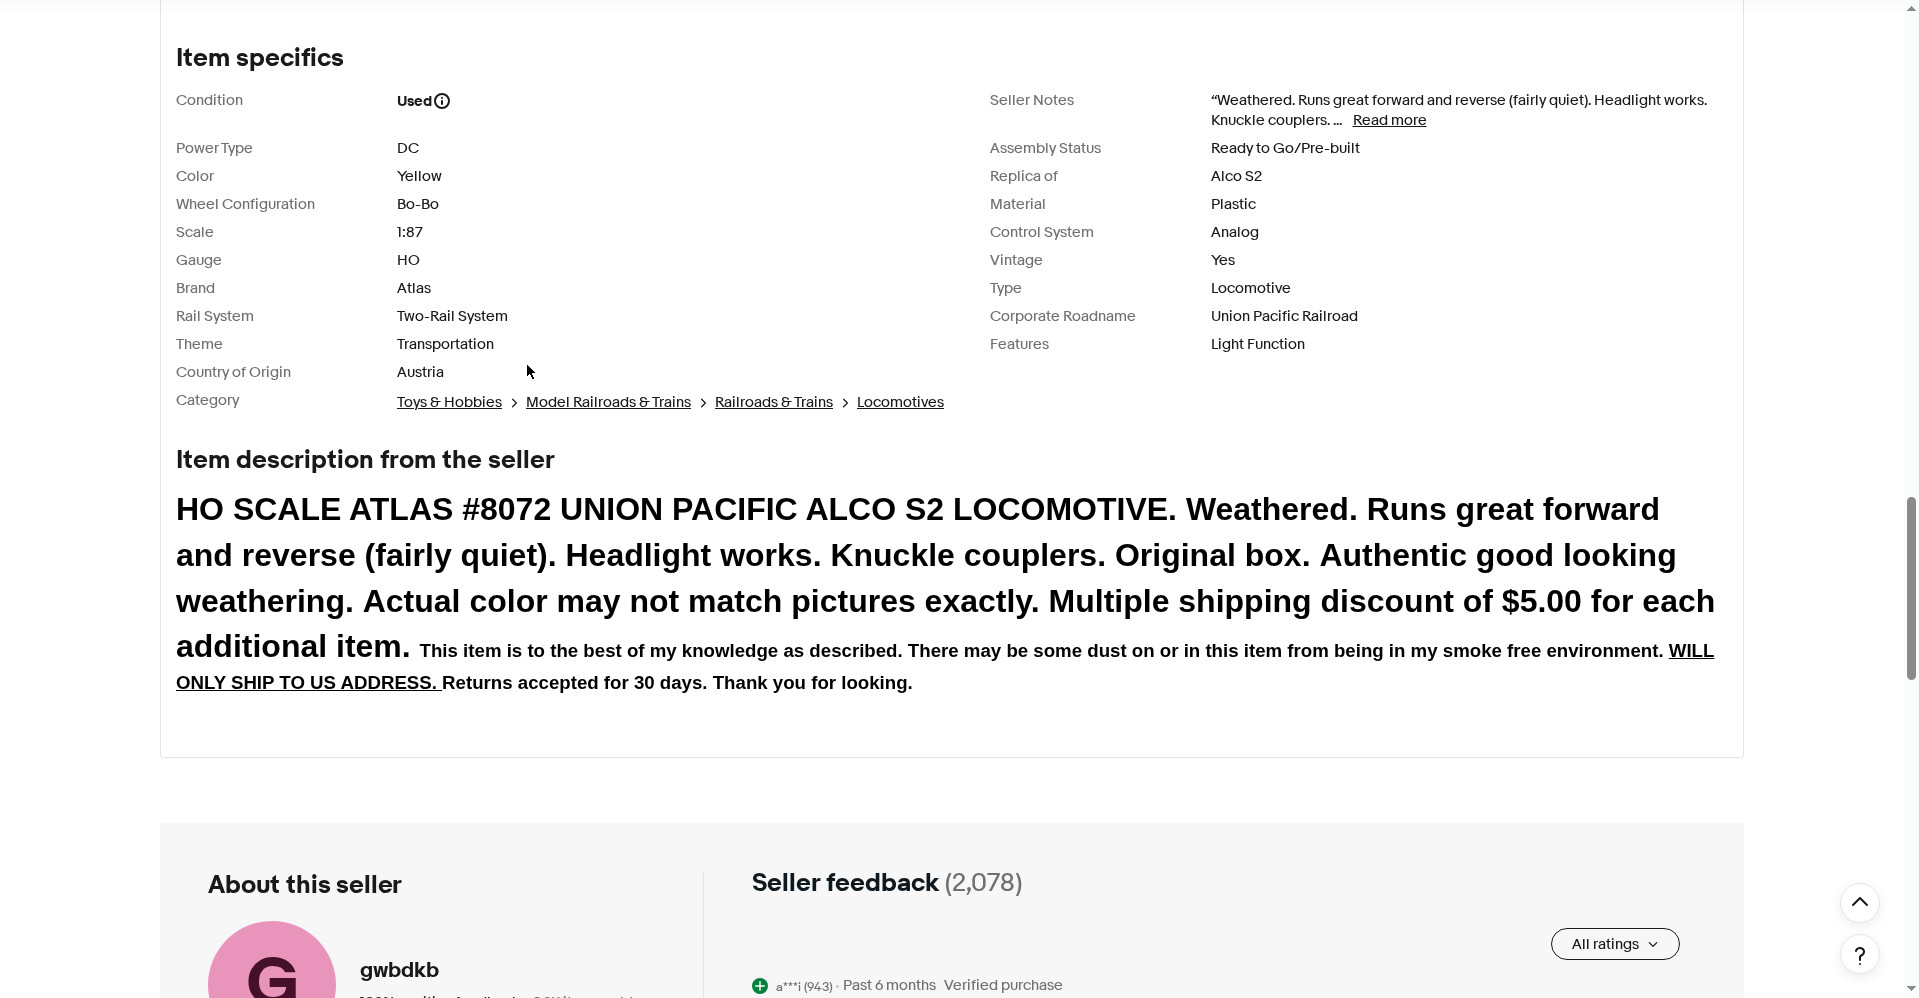 Item specifics
Condition Used Seller Notes “Weathered. Runs great forward and reverse (fairly quiet). Headlight works.
Knuckle couplers. ... Read more
Power Type DC Assembly Status Ready to Go/Pre-built
Color Yellow Replica of Alco S2
Wheel Configuration Bo-Bo Material Plastic
Scale 1:87 Control System Analog
Gauge HO Vintage Yes
Brand Atlas Type Locomotive
Rail System Two-Rail System Corporate Roadname Union Pacific Railroad
Theme Transportation Features Light Function
Country of Origin Austria
Category Toys & Hobbies > Model Railroads & Trains > Railroads & Trains > Locomotives
Item description from the seller
HO SCALE ATLAS #8072 UNION PACIFIC ALCO S2 LOCOMOTIVE. Weathered. Runs great forward
and reverse (fairly quiet). Headlight works. Knuckle couplers. Original box. Authentic good looking
weathering. Actual color may not match pictures exactly. Multiple shipping discount of $5.00 for each
additional item. This item is to the best of my knowledge as described. There may be some dust on or in this item from being in my smoke free environment. WILL
ONLY SHIP TO US ADDRESS. Returns accepted for 30 days. Thank you for looking.
About this seller
Seller feedback (2,078)
All ratings
G
gwbdkb
a***i (943) · Past 6 months Verified purchase